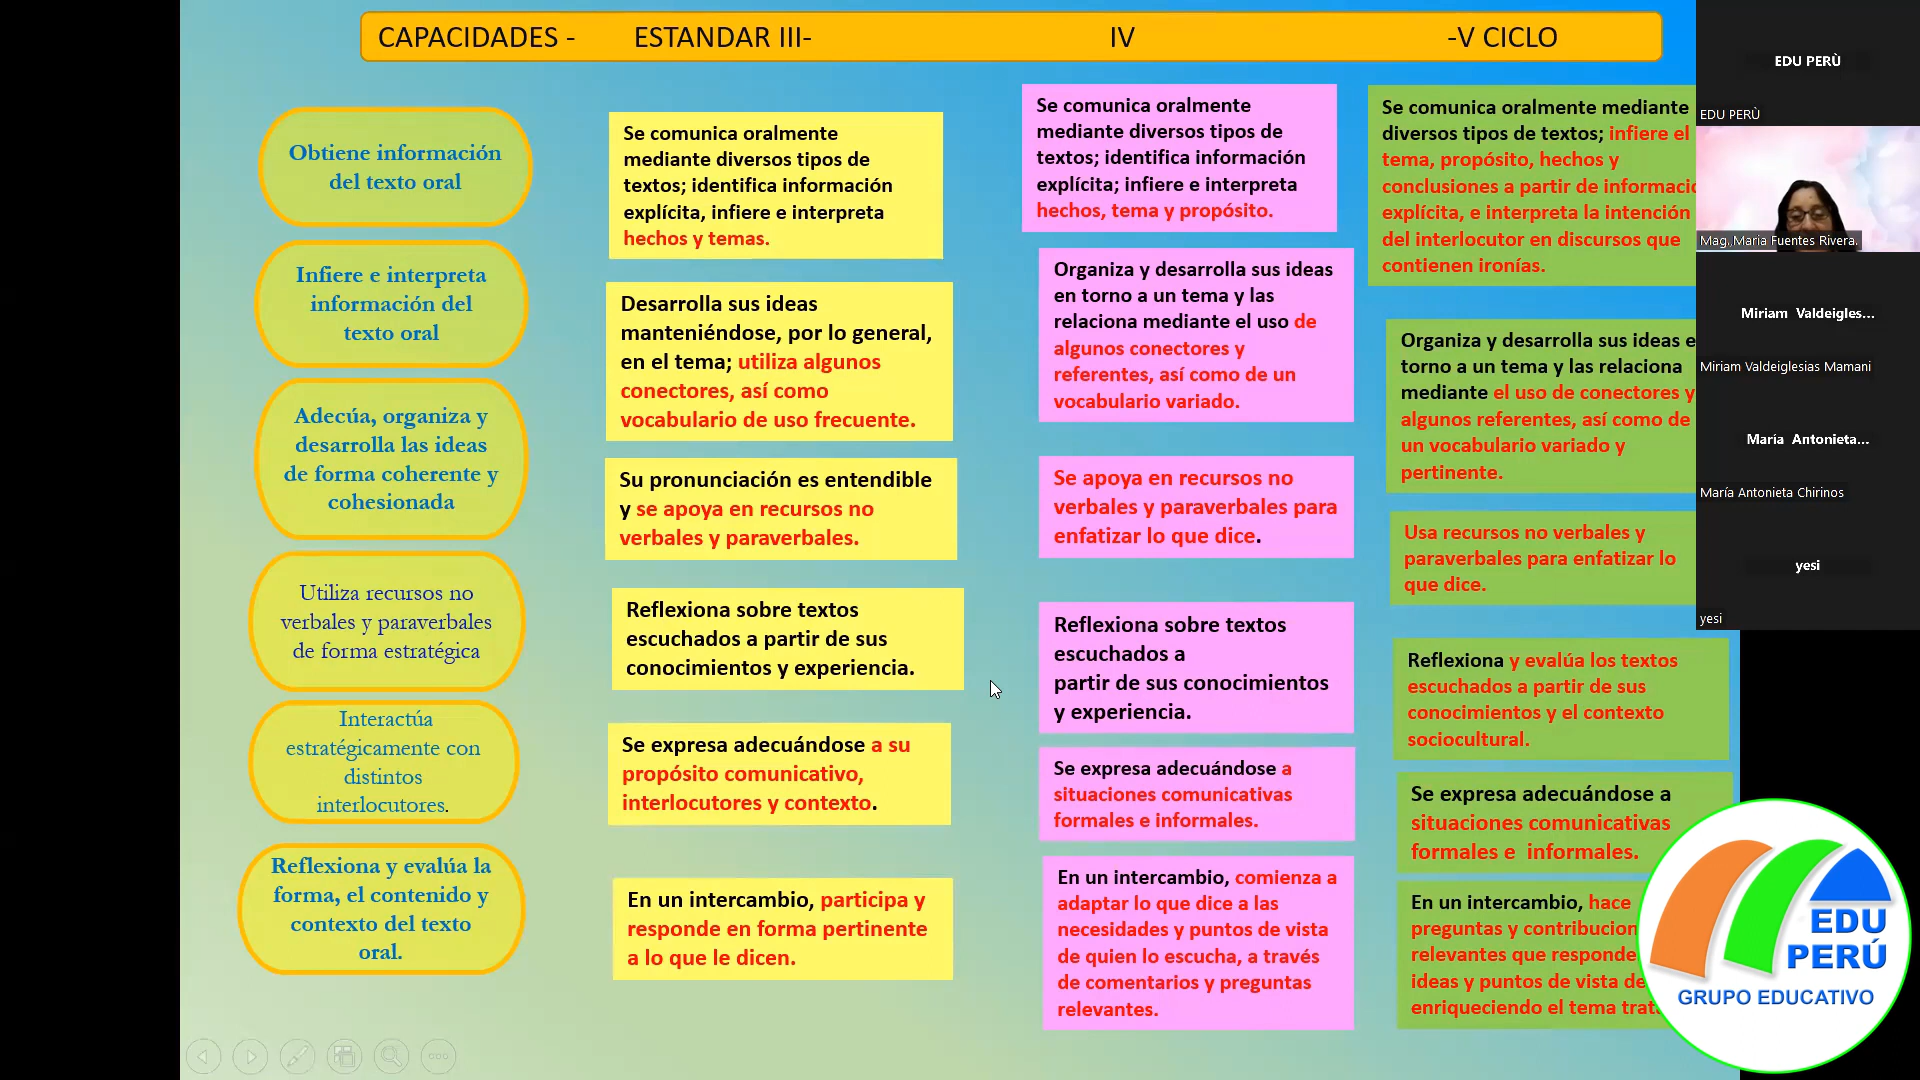 CAPACIDADES - ESTANDAR III- IV -V CICLO
Obtiene información
del texto oral
Infiere e interpreta
información del
texto oral
Adecúa, organiza y
desarrolla las ideas
de forma coherente y
cohesionada
Utiliza recursos no
verbales y paraverbales
de forma estratégica
Interactúa
estratégicamente con
distintos
interlocutores.
Reflexiona y evalúa la
forma, el contenido y
contexto del texto
oral.
Se comunica oralmente
mediante diversos tipos de
textos; identifica información
explícita, infiere e interpreta
hechos y temas.
Desarrolla sus ideas
manteniéndose, por lo general,
en el tema; utiliza algunos
conectores, así como
vocabulario de uso frecuente.
Su pronunciación es entendible
y se apoya en recursos no
verbales y paraverbales.
Reflexiona sobre textos
escuchados a partir de sus
conocimientos y experiencia.
Se expresa adecuándose a su
propósito comunicativo,
interlocutores y contexto.
En un intercambio, participa y
responde en forma pertinente
a lo que le dicen.
Se comunica oralmente
mediante diversos tipos de
textos; identifica información
explícita; infiere e interpreta
hechos, tema y propósito.
Organiza y desarrolla sus ideas
en torno a un tema y las
relaciona mediante el uso de
algunos conectores y
referentes, así como de un
vocabulario variado.
Se apoya en recursos no
verbales y paraverbales para
enfatizar lo que dice.
Reflexiona sobre textos
escuchados a
partir de sus conocimientos
y experiencia.
Se expresa adecuándose a
situaciones comunicativas
formales e informales.
En un intercambio, comienza a
adaptar lo que dice a las
necesidades y puntos de vista
de quien lo escucha, a través
de comentarios y preguntas
relevantes.
Se comunica oralmente mediante
diversos tipos de textos; infiere el
tema, propósito, hechos y
conclusiones a partir de
explícita, e interpreta la intención
del interlocutor en discursos que
contienen ironías.
Organiza y desarrolla sus ideas
torno a un tema y las relaciona
mediante el uso de conectores y
algunos referentes, así como de
un vocabulario variado y
pertinente.
Usa recursos no verbales y
paraverbales para enfatizar lo
que dice.
Reflexiona y evalúa los textos
escuchados a partir de sus
conocimientos y el contexto
sociocultural.
Se expresa adecuándose a
situaciones comunicativas
formales e informales.
En un intercambio, hace
preguntas y
relevantes que
ideas y puntos de vista
enriqueciendo el tema
EDU PERÙ
EDU PERÙ
Mag. Maria Fuentes Rivera.
Miriam Valdeigles...
Miriam Valdeiglesias Mamani
María Antonieta...
María Antonieta Chirinos
yesi
yesi
EDU
PERÚ
GRUPO EDUCATIVO